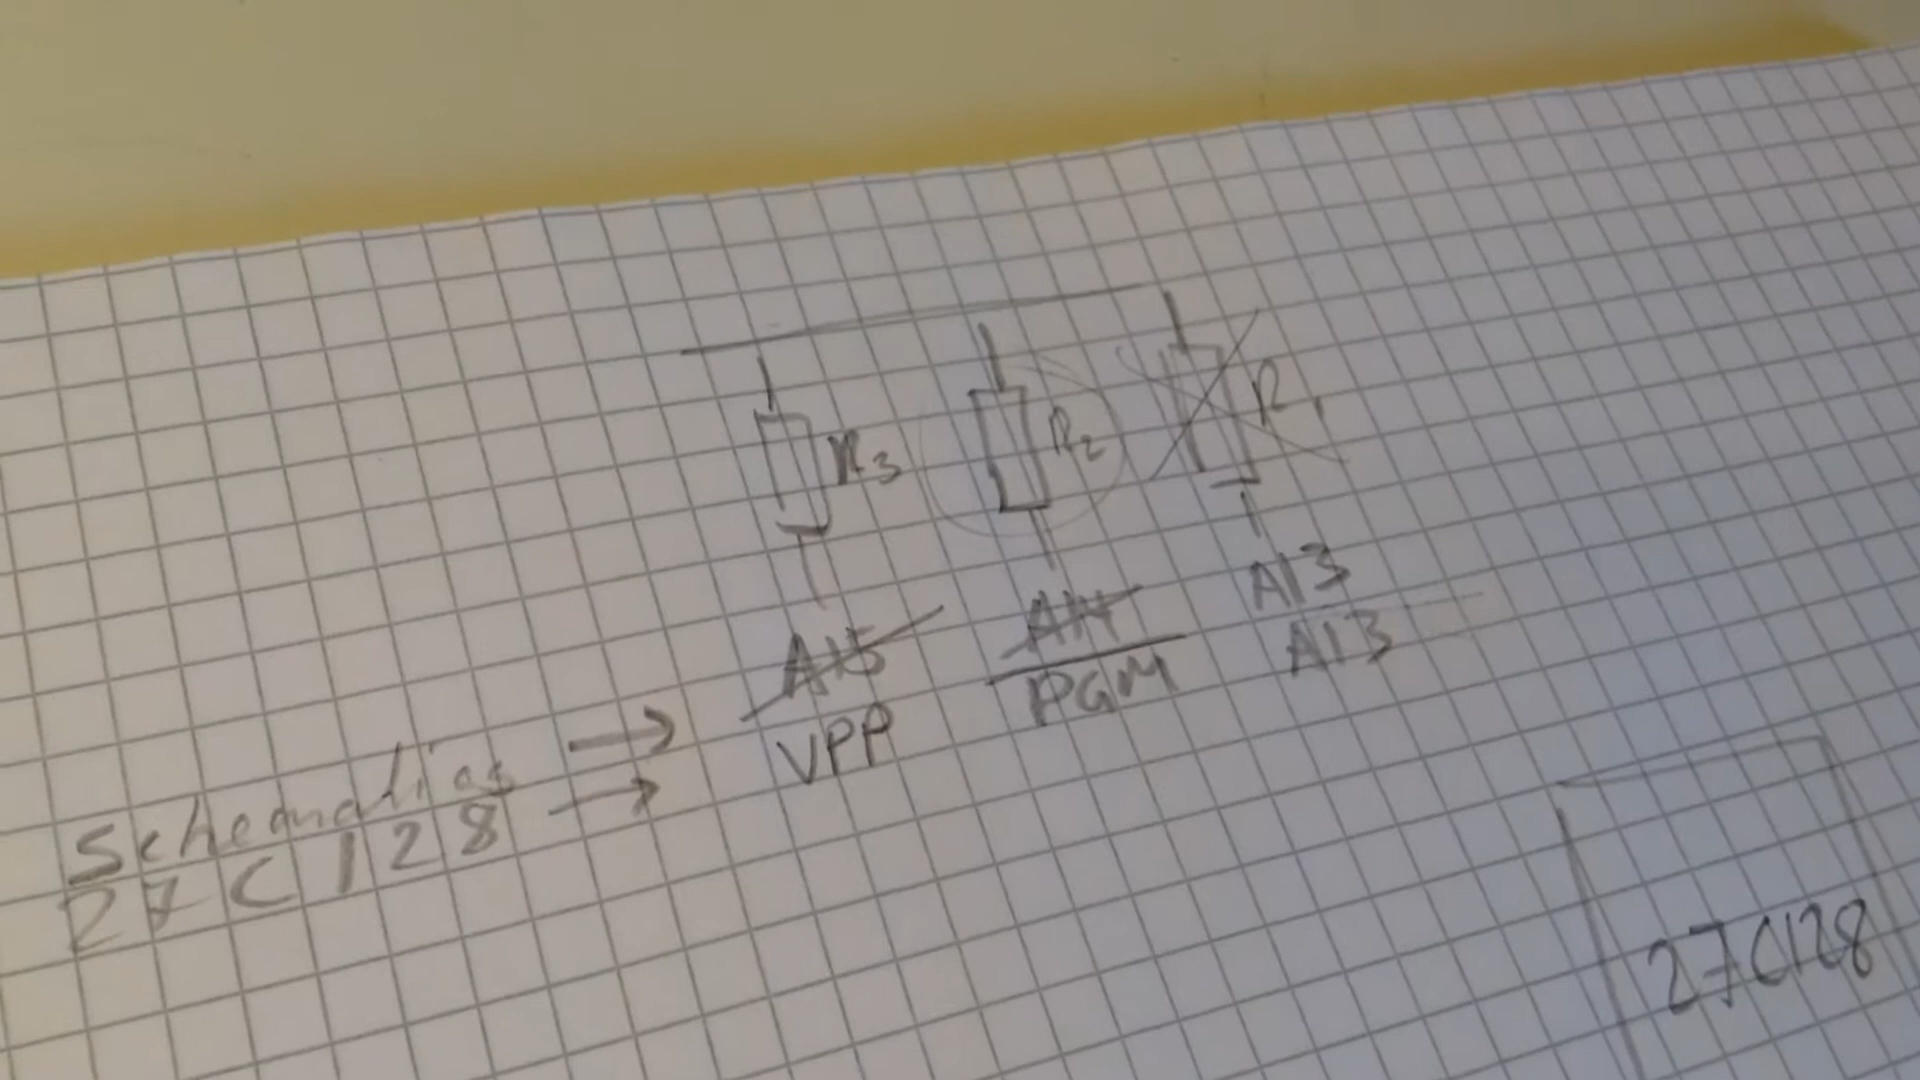 R3 R2 R1
A15 A14 A13
VPP PGM A13
Schematics
27C128
27C128